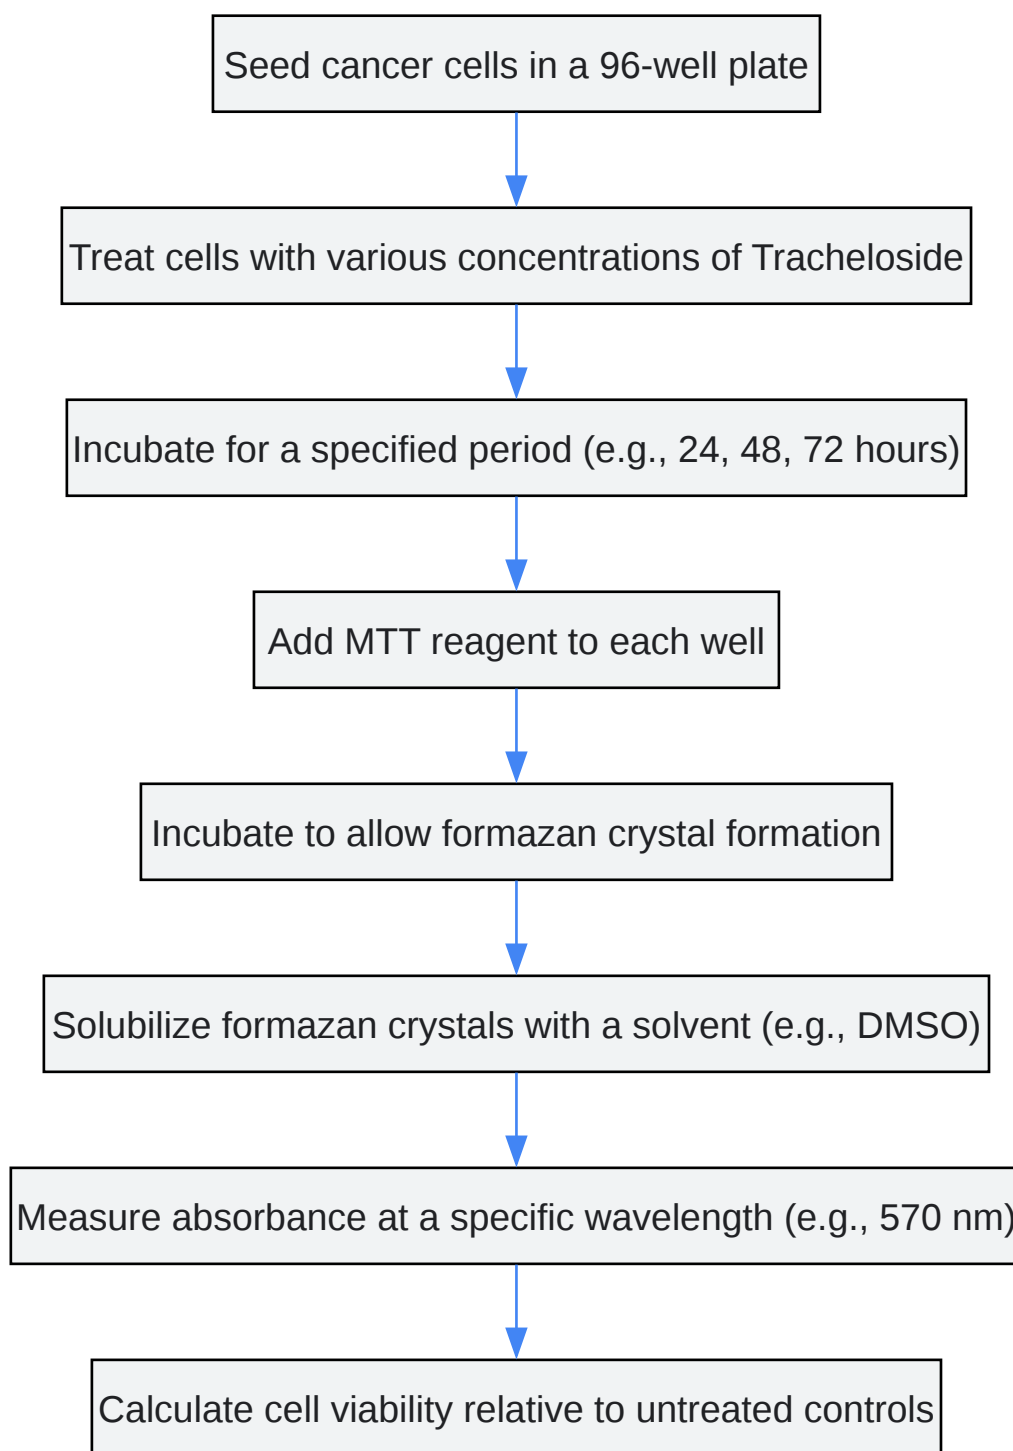 Seed cancer cells in a 96-well plate
Treat cells with various concentrations of Tracheloside
Incubate for a specified period (e.g., 24, 48, 72 hours)
Add MTT reagent to each well
Incubate to allow formazan crystal formation
Solubilize formazan crystals with a solvent (e.g., DMSO)
Measure absorbance at a specific wavelength (e.g., 570 nm)
Calculate cell viability relative to untreated controls